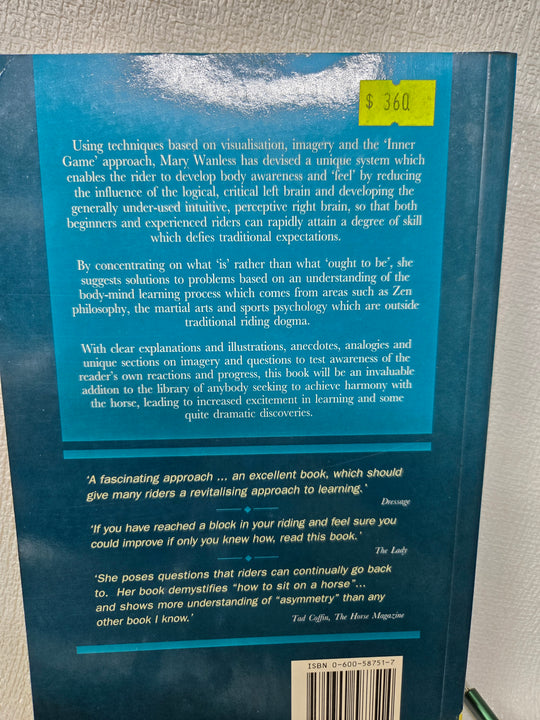 $ 360
Using techniques based on visualisation, imagery and the 'Inner
Game' approach, Mary Wanless has devised a unique system which
enables the rider to develop body awareness and 'feel' by reducing
the influence of the logical, critical left brain and developing the
generally under-used intuitive, perceptive right brain, so that both
beginners and experienced riders can rapidly attain a degree of skill
which defies traditional expectations.
By concentrating on what 'is' rather than what 'ought to be', she
suggests solutions to problems based on an understanding of the
body-mind learning process which comes from areas such as Zen
philosophy, the martial arts and sports psychology which are outside
traditional riding dogma.
With clear explanations and illustrations, anecdotes, analogies and
unique sections on imagery and questions to test awareness of the
reader's own reactions and progress, this book will be an invaluable
additon to the library of anybody seeking to achieve harmony with
the horse, leading to increased excitement in learning and some
quite dramatic discoveries.
'A fascinating approach ... an excellent book, which should
give many riders a revitalising approach to learning.'
Dressage
'If you have reached a block in your riding and feel sure you
could improve if only you knew how, read this book.'
The Lady
'She poses questions that riders can continually go back
to. Her book demystifies "how to sit on a horse"...
and shows more understanding of "asymmetry" than any
other book I know.'
Tad Coffin, The Horse Magazine
ISBN 0-600-58751-7